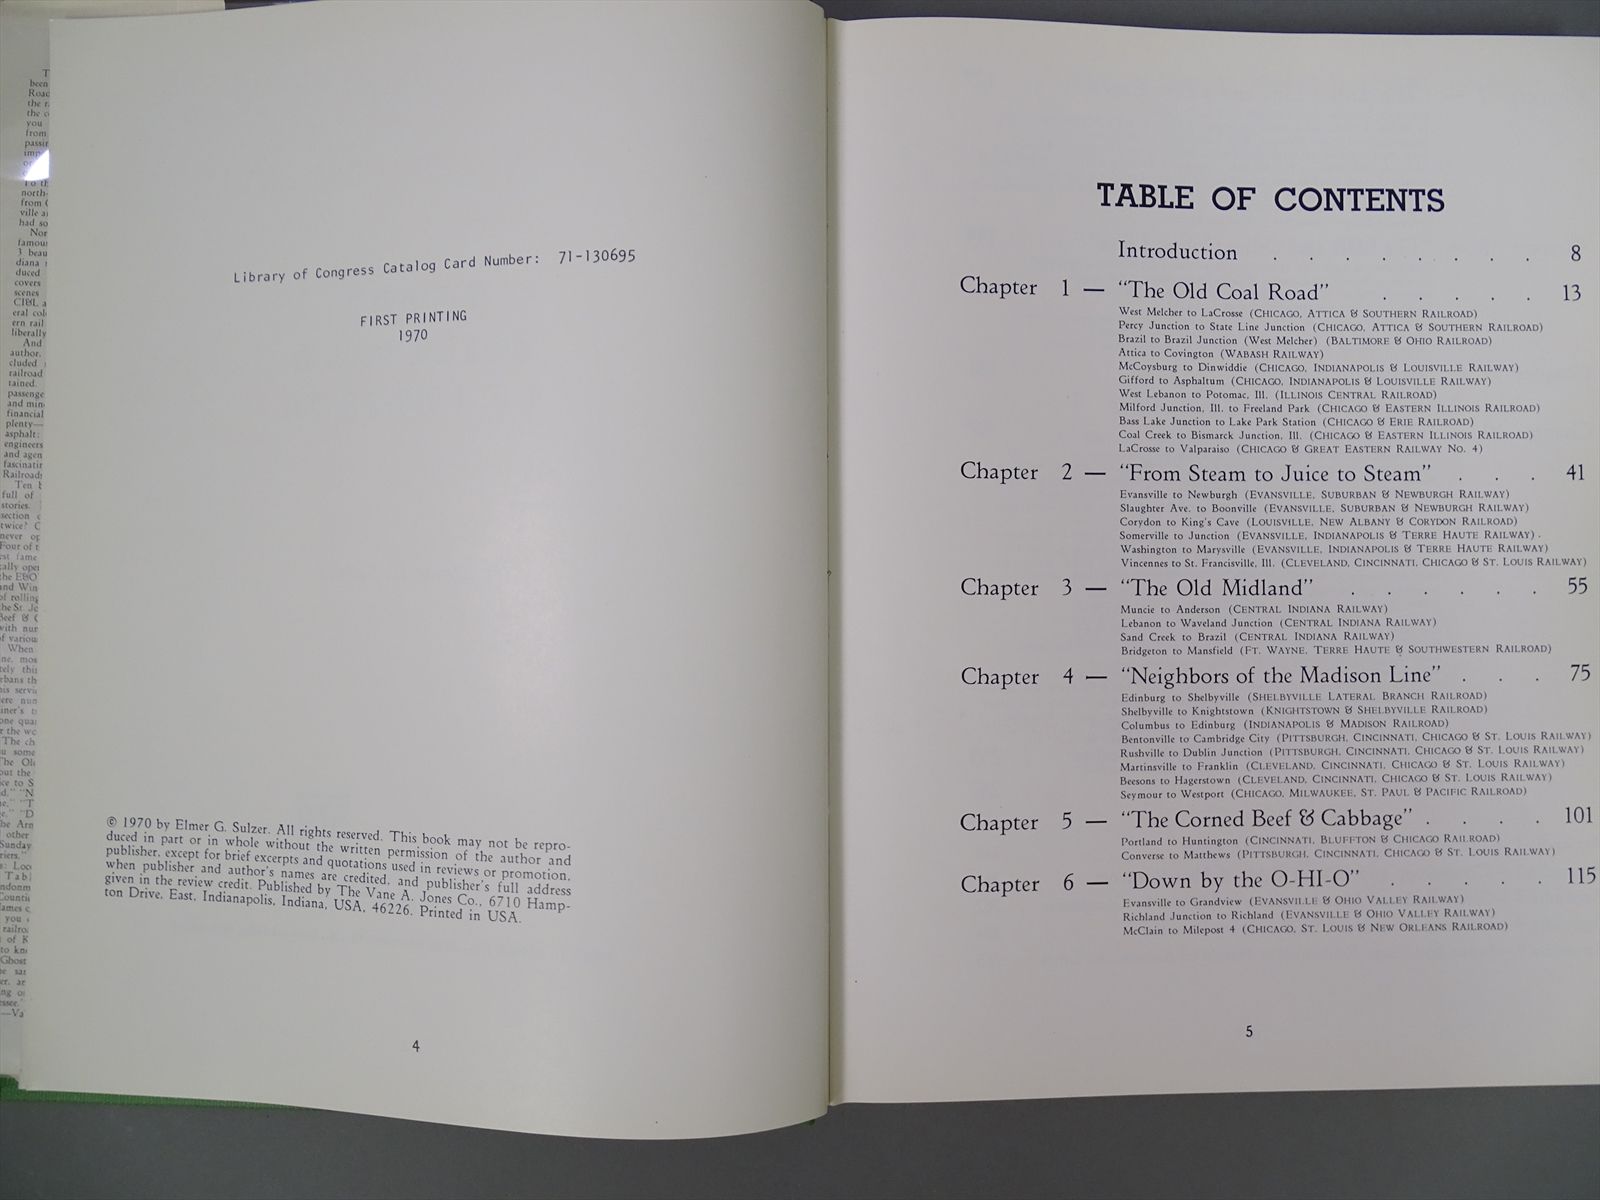 Library of Congress Catalog Card Number: 71-130695
FIRST PRINTING
1970
© 1970 by Elmer G. Sulzer. All rights reserved. This book may not be repro-
duced in part or in whole without the written permission of the author and
publisher, except for brief excerpts and quotations used in reviews or promotion,
when publisher and author's names are credited, and publisher's full address
given in the review credit. Published by The Vane A. Jones Co., 6710 Hamp-
ton Drive, East, Indianapolis, Indiana, USA, 46226. Printed in USA.
4
TABLE OF CONTENTS
Introduction . . . . . . . . 8
Chapter 1 — "The Old Coal Road" . . . . . 13
West Melcher to LaCrosse (CHICAGO, ATTICA & SOUTHERN RAILROAD)
Percy Junction to State Line Junction (CHICAGO, ATTICA & SOUTHERN RAILROAD)
Brazil to Brazil Junction (West Melcher) (BALTIMORE & OHIO RAILROAD)
Attica to Covington (WABASH RAILWAY)
McCoysburg to Dinwiddie (CHICAGO, INDIANAPOLIS & LOUISVILLE RAILWAY)
Gifford to Asphaltum (CHICAGO, INDIANAPOLIS & LOUISVILLE RAILWAY)
West Lebanon to Potomac, Ill. (ILLINOIS CENTRAL RAILROAD)
Milford Junction, Ill. to Freeland Park (CHICAGO & EASTERN ILLINOIS RAILROAD)
Bass Lake Junction to Lake Park Station (CHICAGO & ERIE RAILROAD)
Coal Creek to Bismarck Junction, Ill. (CHICAGO & EASTERN ILLINOIS RAILROAD)
LaCrosse to Valparaiso (CHICAGO & GREAT EASTERN RAILWAY NO. 4)
Chapter 2 — "From Steam to Juice to Steam" . . . 41
Evansville to Newburgh (EVANSVILLE, SUBURBAN & NEWBURGH RAILWAY)
Slaughter Ave. to Boonville (EVANSVILLE, SUBURBAN & NEWBURGH RAILWAY)
Corydon to King's Cave (LOUISVILLE, NEW ALBANY & CORYDON RAILROAD)
Somerville to Junction (EVANSVILLE, INDIANAPOLIS & TERRE HAUTE RAILWAY)
Washington to Marysville (EVANSVILLE, INDIANAPOLIS & TERRE HAUTE RAILWAY)
Vincennes to St. Francisville, Ill. (CLEVELAND, CINCINNATI, CHICAGO & ST. LOUIS RAILWAY)
Chapter 3 — "The Old Midland" . . . . . . 55
Muncie to Anderson (CENTRAL INDIANA RAILWAY)
Lebanon to Waveland Junction (CENTRAL INDIANA RAILWAY)
Sand Creek to Brazil (CENTRAL INDIANA RAILWAY)
Bridgeton to Mansfield (FT. WAYNE, TERRE HAUTE & SOUTHWESTERN RAILROAD)
Chapter 4 — "Neighbors of the Madison Line" . . . 75
Edinburg to Shelbyville (SHELBYVILLE LATERAL BRANCH RAILROAD)
Shelbyville to Knightstown (KNIGHTSTOWN & SHELBYVILLE RAILROAD)
Columbus to Edinburg (INDIANAPOLIS & MADISON RAILROAD)
Bentonville to Cambridge City (PITTSBURGH, CINCINNATI, CHICAGO & ST. LOUIS RAILWAY)
Rushville to Dublin Junction (PITTSBURGH, CINCINNATI, CHICAGO & ST. LOUIS RAILWAY)
Martinsville to Franklin (CLEVELAND, CINCINNATI, CHICAGO & ST. LOUIS RAILWAY)
Beesons to Hagerstown (CLEVELAND, CINCINNATI, CHICAGO & ST. LOUIS RAILWAY)
Seymour to Westport (CHICAGO, MILWAUKEE, ST. PAUL & PACIFIC RAILROAD)
Chapter 5 — "The Corned Beef & Cabbage" . . . . 101
Portland to Huntington (CINCINNATI, BLUFFTON & CHICAGO RAILROAD)
Converse to Matthews (PITTSBURGH, CINCINNATI, CHICAGO & ST. LOUIS RAILWAY)
Chapter 6 — "Down by the O-HI-O" . . . . . 115
Evansville to Grandview (EVANSVILLE & OHIO VALLEY RAILWAY)
Richland Junction to Richland (EVANSVILLE & OHIO VALLEY RAILWAY)
McClain to Milepost 4 (CHICAGO, ST. LOUIS & NEW ORLEANS RAILROAD)
5